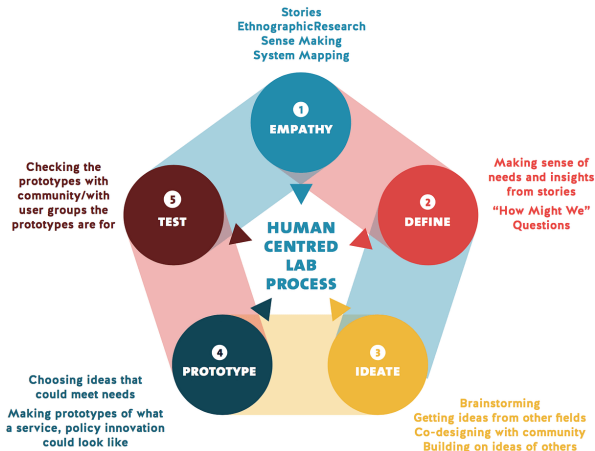 Stories
EthnographicResearch
Sense Making
System Mapping
1
EMPATHY
Making sense of
needs and insights
from stories
"How Might We"
Questions
2
DEFINE
Checking the
prototypes with
community/with
user groups the
prototypes are for
5
TEST
HUMAN
CENTRED
LAB
PROCESS
4
PROTOTYPE
3
IDEATE
Choosing ideas that
could meet needs
Making prototypes of what
a service, policy innovation
could look like
Brainstorming
Getting ideas from other fields
Co-designing with community
Building on ideas of others